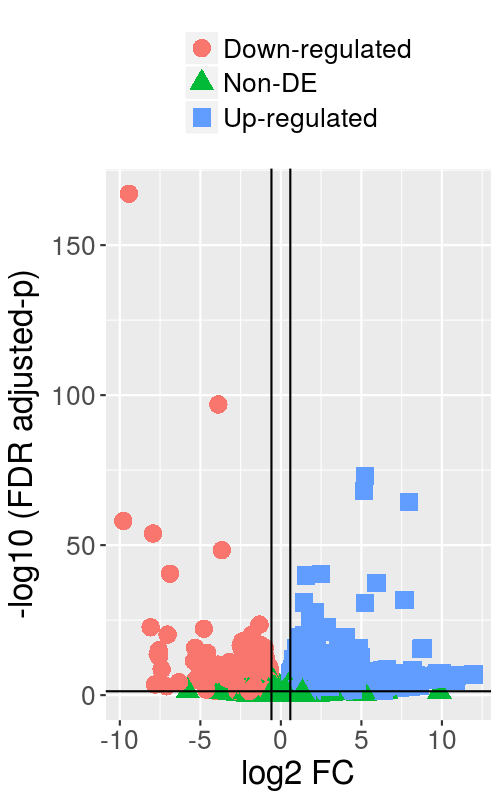 Down-regulated
Non-DE
Up-regulated
-log10 (FDR adjusted-p)
150
100
50
0
-10 -5 0 5 10
log2 FC